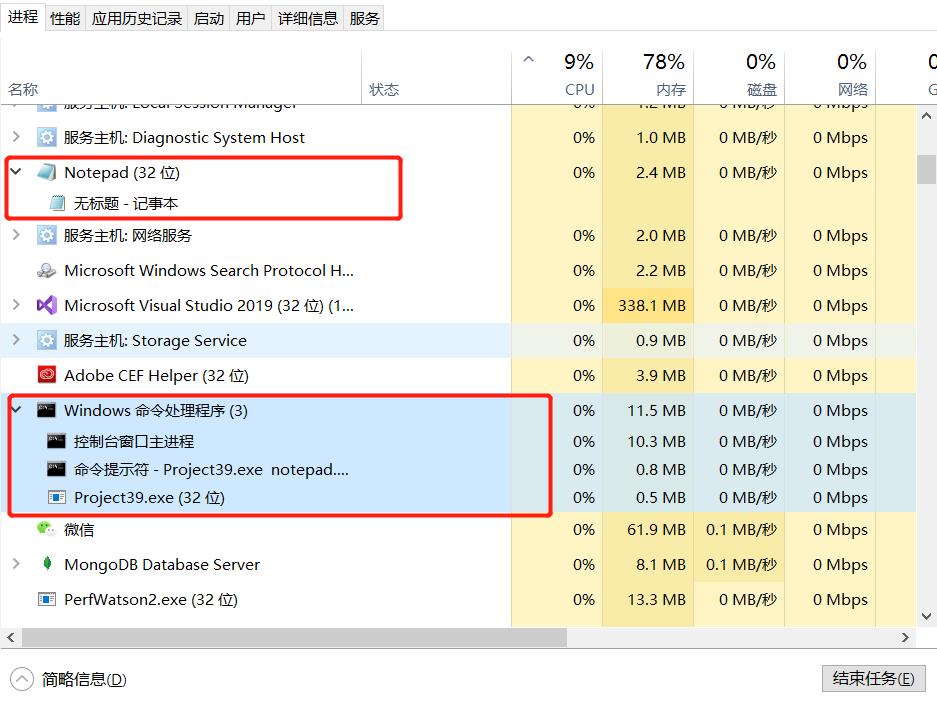 进程 性能 应用历史记录 启动 用户 详细信息 服务
9% 78% 0% 0%
名称 状态 CPU 内存 磁盘 网络 G
服务主机: Local Session Manager 0% 1.2 MB 0 MB/秒 0 Mbps
服务主机: Diagnostic System Host 0% 1.0 MB 0 MB/秒 0 Mbps
Notepad (32 位) 0% 2.4 MB 0 MB/秒 0 Mbps
无标题 - 记事本
服务主机: 网络服务 0% 2.0 MB 0 MB/秒 0 Mbps
Microsoft Windows Search Protocol H... 0% 2.2 MB 0 MB/秒 0 Mbps
Microsoft Visual Studio 2019 (32 位) (1... 0% 338.1 MB 0 MB/秒 0 Mbps
服务主机: Storage Service 0% 0.9 MB 0 MB/秒 0 Mbps
Adobe CEF Helper (32 位) 0% 3.9 MB 0 MB/秒 0 Mbps
Windows 命令处理程序 (3) 0% 11.5 MB 0 MB/秒 0 Mbps
控制台窗口主进程 0% 10.3 MB 0 MB/秒 0 Mbps
命令提示符 - Project39.exe  notepad.... 0% 0.8 MB 0 MB/秒 0 Mbps
Project39.exe (32 位) 0% 0.5 MB 0 MB/秒 0 Mbps
微信 0% 61.9 MB 0.1 MB/秒 0 Mbps
MongoDB Database Server 0% 8.1 MB 0.1 MB/秒 0 Mbps
PerfWatson2.exe (32 位) 0% 13.3 MB 0 MB/秒 0 Mbps
简略信息(D) 结束任务(E)